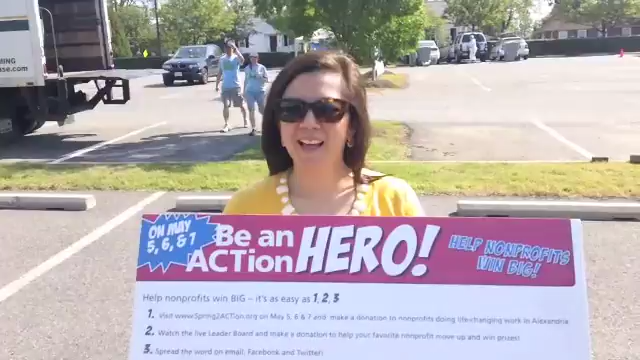 MING
se.com
ON MAY
5, 6, & 7
Be an
ACTion
HERO!
HELP NONPROFITS
WIN BIG!
Help nonprofits win BIG – it's as easy as 1, 2, 3
1. Visit www.Spring2ACTion.org on May 5, 6 & 7 and make a donation to nonprofits doing life-changing work in Alexandria
2. Watch the live Leader Board and make a donation to help your favorite nonprofit move up and win prizes!
3. Spread the word on email, Facebook and Twitter!